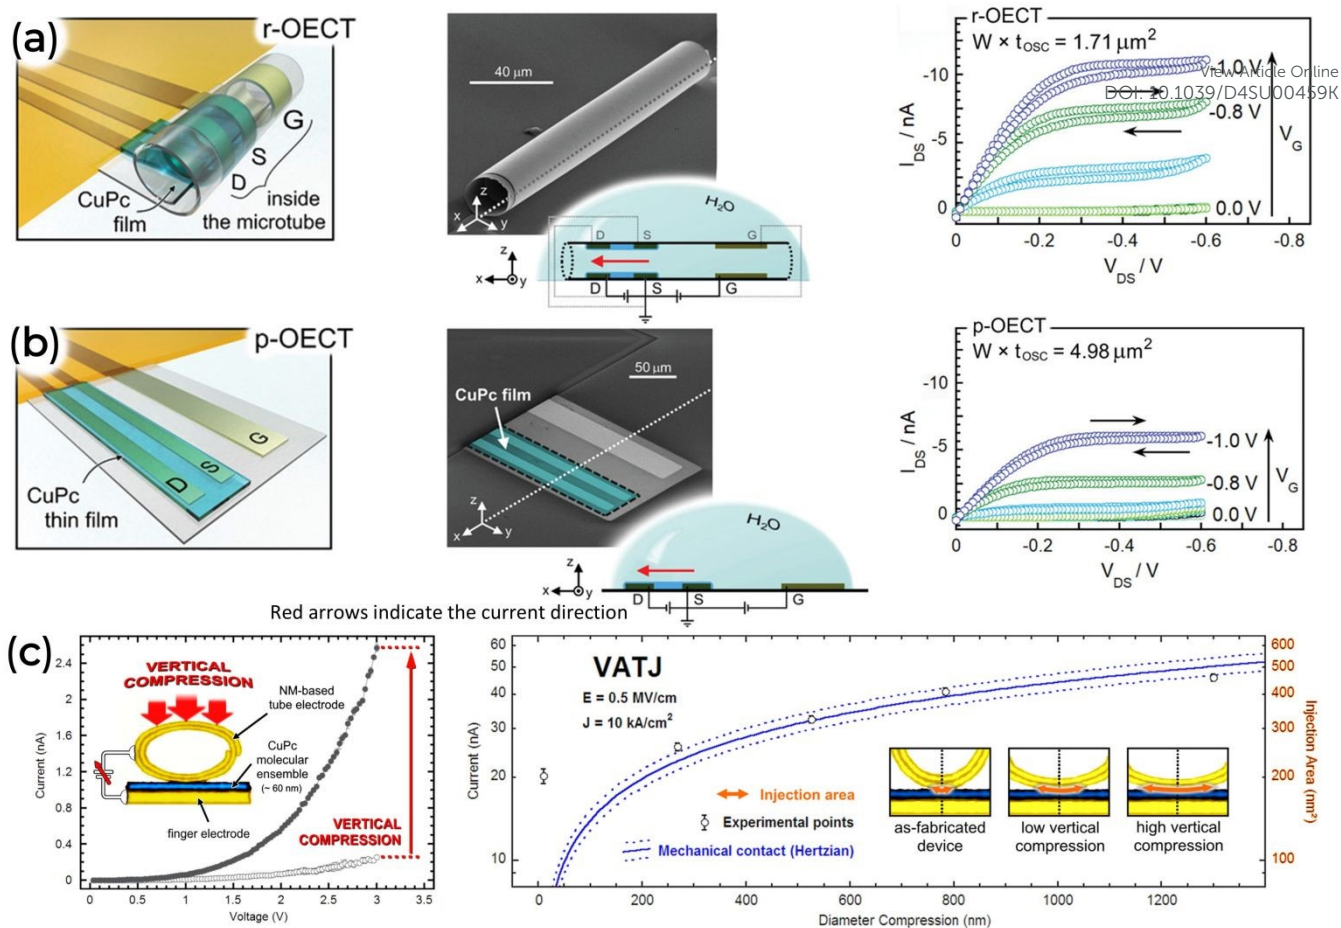 (a)
r-OECT
G
S
D
CuPc
film
inside
the microtube
40 µm
z
x
y
H₂O
D
S
G
z
x
y
D
S
G
r-OECT
W × tOSC = 1.71 µm²
-1.0 V
View Article Online
DOI: 10.1039/D4SU00459K
-0.8 V
VG
0.0 V
IDS / nA
-10
-5
0
0
-0.2
-0.4
-0.6
-0.8
VDS / V
(b)
p-OECT
G
S
D
CuPc
thin film
50 µm
CuPc film
z
x
y
H₂O
z
x
y
D
S
G
p-OECT
W × tOSC = 4.98 µm²
-1.0 V
-0.8 V
VG
0.0 V
IDS / nA
-10
-5
0
0
-0.2
-0.4
-0.6
-0.8
VDS / V
Red arrows indicate the current direction
(c)
VERTICAL
COMPRESSION
NM-based
tube electrode
CuPc
molecular
ensemble
(~ 60 nm)
finger electrode
VERTICAL
COMPRESSION
Current (nA)
2.4
2.0
1.6
1.2
0.8
0.4
0
0.0
0.5
1.0
1.5
2.0
2.5
3.0
3.5
Voltage (V)
VATJ
E = 0.5 MV/cm
J = 10 kA/cm²
Injection area
Experimental points
Mechanical contact (Hertzian)
as-fabricated
device
low vertical
compression
high vertical
compression
Current (nA)
60
50
40
30
20
10
0
200
400
600
800
1000
1200
Diameter Compression (nm)
600
500
400
300
200
100
Injection Area (nm²)